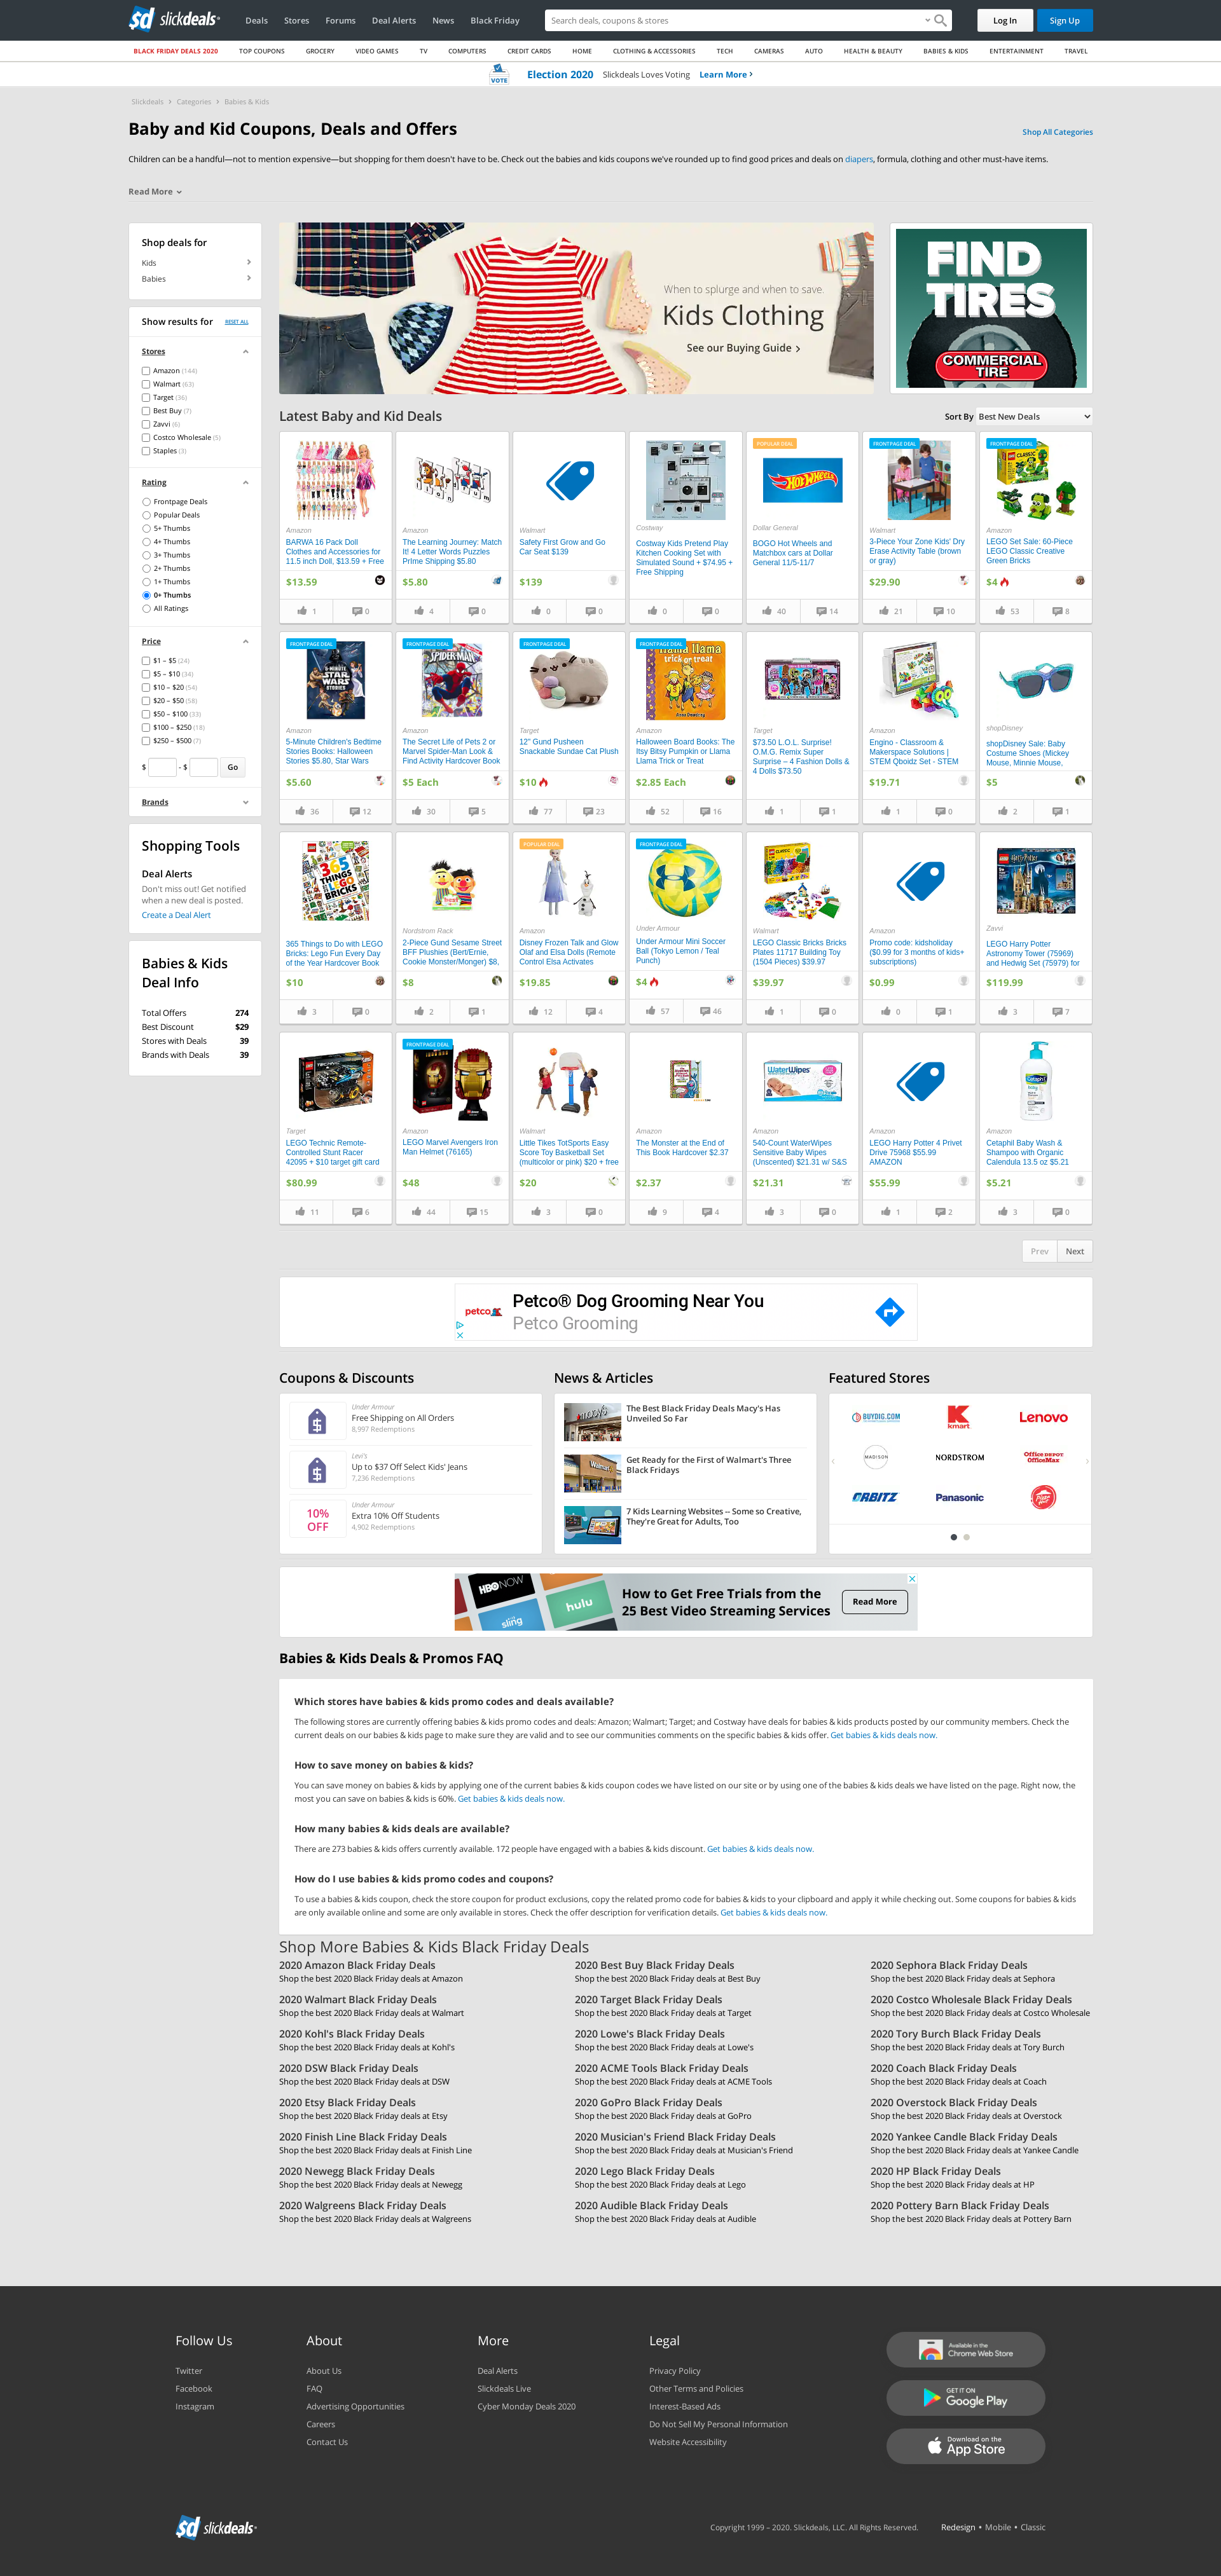 sd slickdeals
Deals Stores Forums Deal Alerts News Black Friday
Search deals, coupons & stores
Log In
Sign Up
BLACK FRIDAY DEALS 2020 TOP COUPONS GROCERY VIDEO GAMES TV COMPUTERS CREDIT CARDS HOME CLOTHING & ACCESSORIES TECH CAMERAS AUTO HEALTH & BEAUTY BABIES & KIDS ENTERTAINMENT TRAVEL
VOTE Election 2020 Slickdeals Loves Voting Learn More
Slickdeals > Categories > Babies & Kids
Baby and Kid Coupons, Deals and Offers
Shop All Categories
Children can be a handful—not to mention expensive—but shopping for them doesn't have to be. Check out the babies and kids coupons we've rounded up to find good prices and deals on diapers, formula, clothing and other must-have items.
Read More
Shop deals for
Kids
Babies
Show results for RESET ALL
Stores
Amazon (144)
Walmart (63)
Target (36)
Best Buy (7)
Zavvi (6)
Costco Wholesale (5)
Staples (3)
Rating
Frontpage Deals
Popular Deals
5+ Thumbs
4+ Thumbs
3+ Thumbs
2+ Thumbs
1+ Thumbs
0+ Thumbs
All Ratings
Price
$1 – $5 (24)
$5 – $10 (34)
$10 – $20 (54)
$20 – $50 (58)
$50 – $100 (33)
$100 – $250 (18)
$250 – $500 (7)
$ - $ Go
Brands
Shopping Tools
Deal Alerts
Don't miss out! Get notified
when a new deal is posted.
Create a Deal Alert
Babies & Kids
Deal Info
Total Offers 274
Best Discount $29
Stores with Deals 39
Brands with Deals 39
When to splurge and when to save.
Kids Clothing
See our Buying Guide
FIND
TIRES
COMMERCIAL
TIRE
Latest Baby and Kid Deals
Sort By Best New Deals
Amazon
BARWA 16 Pack Doll
Clothes and Accessories for
11.5 inch Doll, $13.59 + Free
$13.59
1 0
Amazon
The Learning Journey: Match
It! 4 Letter Words Puzzles
Prime Shipping $5.80
$5.80
4 0
Walmart
Safety First Grow and Go
Car Seat $139
$139
0 0
Costway
Costway Kids Pretend Play
Kitchen Cooking Set with
Simulated Sound + $74.95 +
Free Shipping
0 0
POPULAR DEAL
Dollar General
BOGO Hot Wheels and
Matchbox cars at Dollar
General 11/5-11/7
40 14
FRONTPAGE DEAL
Walmart
3-Piece Your Zone Kids' Dry
Erase Activity Table (brown
or gray)
$29.90
21 10
FRONTPAGE DEAL
Amazon
LEGO Set Sale: 60-Piece
LEGO Classic Creative
Green Bricks
$4
53 8
FRONTPAGE DEAL
Amazon
5-Minute Children's Bedtime
Stories Books: Halloween
Stories $5.80, Star Wars
$5.60
36 12
FRONTPAGE DEAL
Amazon
The Secret Life of Pets 2 or
Marvel Spider-Man Look &
Find Activity Hardcover Book
$5 Each
30 5
FRONTPAGE DEAL
Target
12" Gund Pusheen
Snackable Sundae Cat Plush
$10
77 23
FRONTPAGE DEAL
Amazon
Halloween Board Books: The
Itsy Bitsy Pumpkin or Llama
Llama Trick or Treat
$2.85 Each
52 16
Target
$73.50 L.O.L. Surprise!
O.M.G. Remix Super
Surprise – 4 Fashion Dolls &
4 Dolls $73.50
1 1
Amazon
Engino - Classroom &
Makerspace Solutions |
STEM Qboidz Set - STEM
$19.71
1 0
shopDisney
shopDisney Sale: Baby
Costume Shoes (Mickey
Mouse, Minnie Mouse,
$5
2 1
365 Things to Do with LEGO
Bricks: Lego Fun Every Day
of the Year Hardcover Book
$10
3 0
Nordstrom Rack
2-Piece Gund Sesame Street
BFF Plushies (Bert/Ernie,
Cookie Monster/Monger) $8,
$8
2 1
POPULAR DEAL
Amazon
Disney Frozen Talk and Glow
Olaf and Elsa Dolls (Remote
Control Elsa Activates
$19.85
12 4
FRONTPAGE DEAL
Under Armour
Under Armour Mini Soccer
Ball (Tokyo Lemon / Teal
Punch)
$4
57 46
Walmart
LEGO Classic Bricks Bricks
Plates 11717 Building Toy
(1504 Pieces) $39.97
$39.97
1 0
Amazon
Promo code: kidsholiday
($0.99 for 3 months of kids+
subscriptions)
$0.99
0 1
Zavvi
LEGO Harry Potter
Astronomy Tower (75969)
and Hedwig Set (75979) for
$119.99
3 7
Target
LEGO Technic Remote-
Controlled Stunt Racer
42095 + $10 target gift card
$80.99
11 6
FRONTPAGE DEAL
Amazon
LEGO Marvel Avengers Iron
Man Helmet (76165)
$48
44 15
Walmart
Little Tikes TotSports Easy
Score Toy Basketball Set
(multicolor or pink) $20 + free
$20
3 0
Amazon
The Monster at the End of
This Book Hardcover $2.37
$2.37
9 4
Amazon
540-Count WaterWipes
Sensitive Baby Wipes
(Unscented) $21.31 w/ S&S
$21.31
3 0
Amazon
LEGO Harry Potter 4 Privet
Drive 75968 $55.99
AMAZON
$55.99
1 2
Amazon
Cetaphil Baby Wash &
Shampoo with Organic
Calendula 13.5 oz $5.21
$5.21
3 0
Prev Next
petco
Petco® Dog Grooming Near You
Petco Grooming
Coupons & Discounts
Under Armour
Free Shipping on All Orders
8,997 Redemptions
Levi's
Up to $37 Off Select Kids' Jeans
7,236 Redemptions
10%
OFF
Under Armour
Extra 10% Off Students
4,902 Redemptions
News & Articles
The Best Black Friday Deals Macy's Has
Unveiled So Far
Get Ready for the First of Walmart's Three
Black Fridays
7 Kids Learning Websites -- Some so Creative,
They're Great for Adults, Too
Featured Stores
BUYDIG.COM kmart Lenovo
MADISON NORDSTROM Office DEPOT OfficeMax
ORBITZ Panasonic Pizza Hut
HBO NOW
hulu
sling
How to Get Free Trials from the
25 Best Video Streaming Services
Read More
Babies & Kids Deals & Promos FAQ
Which stores have babies & kids promo codes and deals available?
The following stores are currently offering babies & kids promo codes and deals: Amazon; Walmart; Target; and Costway have deals for babies & kids products posted by our community members. Check the
current deals on our babies & kids page to make sure they are valid and to see our communities comments on the specific babies & kids offer. Get babies & kids deals now.
How to save money on babies & kids?
You can save money on babies & kids by applying one of the current babies & kids coupon codes we have listed on our site or by using one of the babies & kids deals we have listed on the page. Right now, the
most you can save on babies & kids is 60%. Get babies & kids deals now.
How many babies & kids deals are available?
There are 273 babies & kids offers currently available. 172 people have engaged with a babies & kids discount. Get babies & kids deals now.
How do I use babies & kids promo codes and coupons?
To use a babies & kids coupon, check the store coupon for product exclusions, copy the related promo code for babies & kids to your clipboard and apply it while checking out. Some coupons for babies & kids
are only available online and some are only available in stores. Check the offer description for verification details. Get babies & kids deals now.
Shop More Babies & Kids Black Friday Deals
2020 Amazon Black Friday Deals
Shop the best 2020 Black Friday deals at Amazon
2020 Best Buy Black Friday Deals
Shop the best 2020 Black Friday deals at Best Buy
2020 Sephora Black Friday Deals
Shop the best 2020 Black Friday deals at Sephora
2020 Walmart Black Friday Deals
Shop the best 2020 Black Friday deals at Walmart
2020 Target Black Friday Deals
Shop the best 2020 Black Friday deals at Target
2020 Costco Wholesale Black Friday Deals
Shop the best 2020 Black Friday deals at Costco Wholesale
2020 Kohl's Black Friday Deals
Shop the best 2020 Black Friday deals at Kohl's
2020 Lowe's Black Friday Deals
Shop the best 2020 Black Friday deals at Lowe's
2020 Tory Burch Black Friday Deals
Shop the best 2020 Black Friday deals at Tory Burch
2020 DSW Black Friday Deals
Shop the best 2020 Black Friday deals at DSW
2020 ACME Tools Black Friday Deals
Shop the best 2020 Black Friday deals at ACME Tools
2020 Coach Black Friday Deals
Shop the best 2020 Black Friday deals at Coach
2020 Etsy Black Friday Deals
Shop the best 2020 Black Friday deals at Etsy
2020 GoPro Black Friday Deals
Shop the best 2020 Black Friday deals at GoPro
2020 Overstock Black Friday Deals
Shop the best 2020 Black Friday deals at Overstock
2020 Finish Line Black Friday Deals
Shop the best 2020 Black Friday deals at Finish Line
2020 Musician's Friend Black Friday Deals
Shop the best 2020 Black Friday deals at Musician's Friend
2020 Yankee Candle Black Friday Deals
Shop the best 2020 Black Friday deals at Yankee Candle
2020 Newegg Black Friday Deals
Shop the best 2020 Black Friday deals at Newegg
2020 Lego Black Friday Deals
Shop the best 2020 Black Friday deals at Lego
2020 HP Black Friday Deals
Shop the best 2020 Black Friday deals at HP
2020 Walgreens Black Friday Deals
Shop the best 2020 Black Friday deals at Walgreens
2020 Audible Black Friday Deals
Shop the best 2020 Black Friday deals at Audible
2020 Pottery Barn Black Friday Deals
Shop the best 2020 Black Friday deals at Pottery Barn
Follow Us
Twitter
Facebook
Instagram
About
About Us
FAQ
Advertising Opportunities
Careers
Contact Us
More
Deal Alerts
Slickdeals Live
Cyber Monday Deals 2020
Legal
Privacy Policy
Other Terms and Policies
Interest-Based Ads
Do Not Sell My Personal Information
Website Accessibility
Available in the
Chrome Web Store
GET IT ON
Google Play
Download on the
App Store
sd slickdeals
Copyright 1999 – 2020. Slickdeals, LLC. All Rights Reserved. Redesign • Mobile • Classic